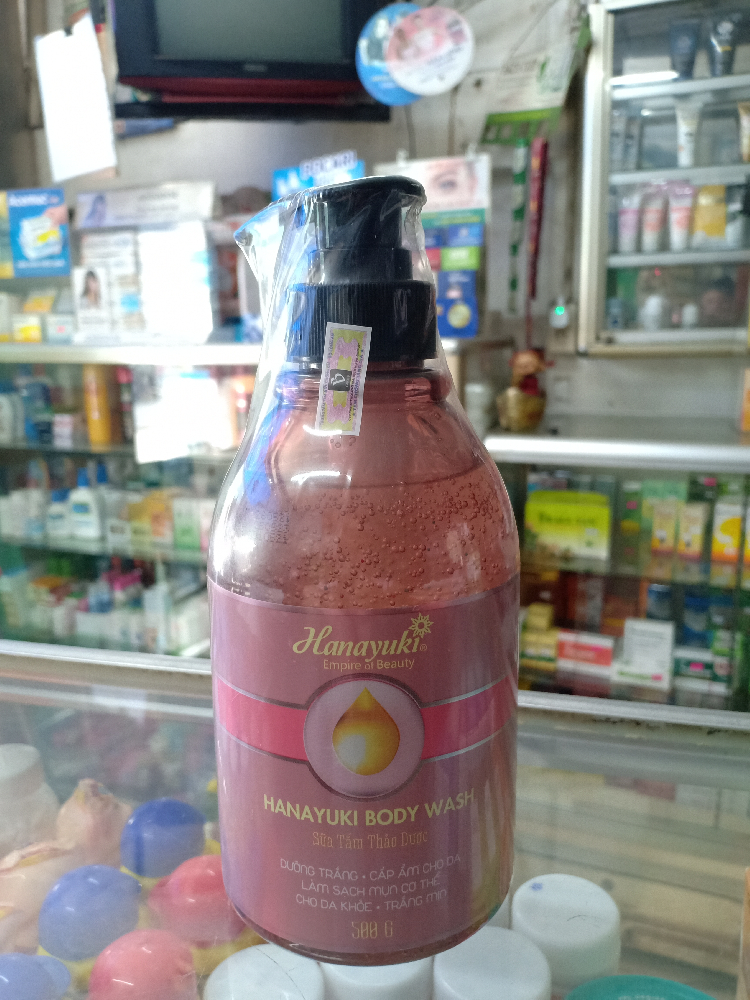 Hanayuki®
Empire of Beauty
HANAYUKI BODY WASH
Sữa Tắm Thảo Dược
DƯỠNG TRẮNG • CẤP ẨM CHO DA
LÀM SẠCH MỤN CƠ THỂ
CHO DA KHỎE • TRẮNG MỊN
500 G